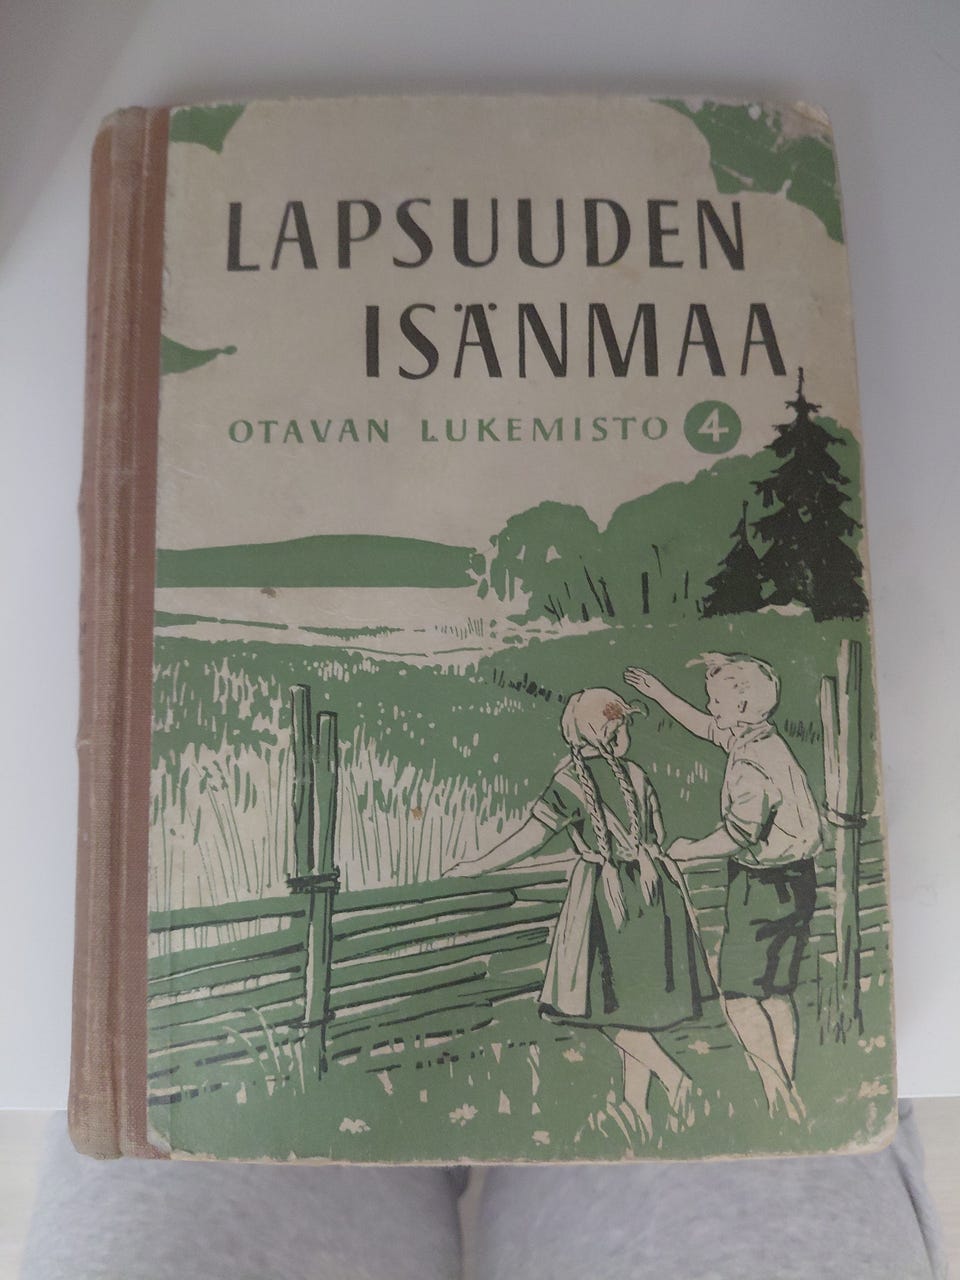 LAPSUUDEN
ISÄNMAA
OTAVAN LUKEMISTO 4